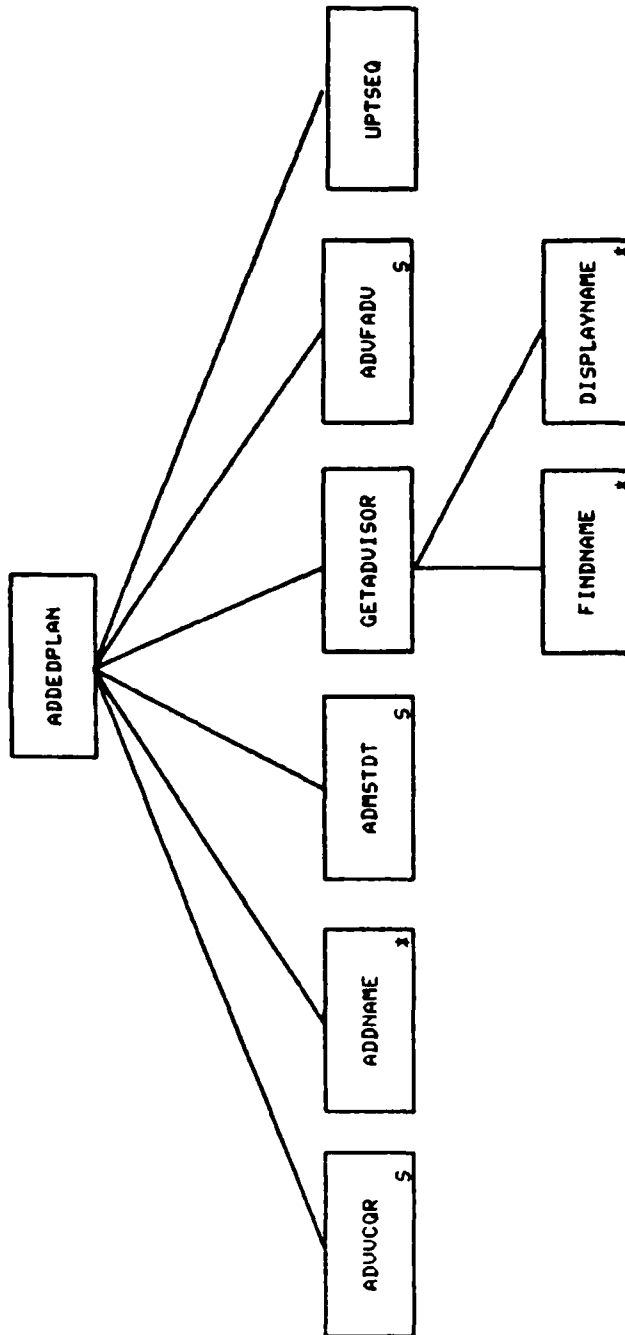 ADDEDPLAN
ADVVCQR
S
ADDNAME
*
ADMSTDT
S
GETADVISOR
ADVFADV
S
UPTSEQ
FINDNAME
*
DISPLAYNAME
*